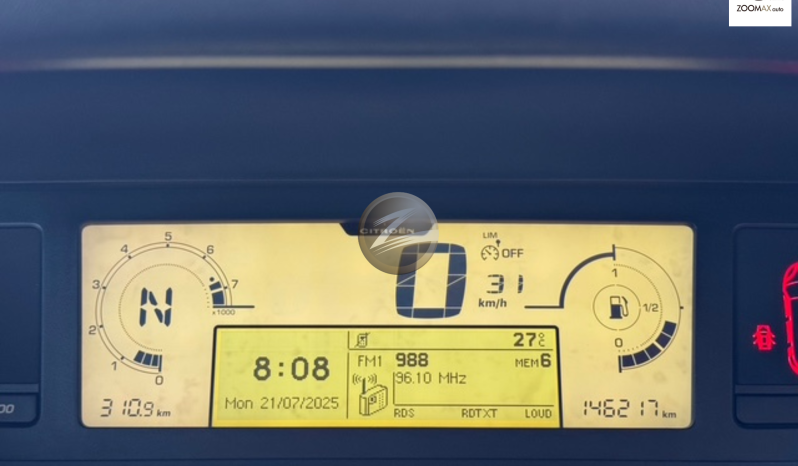 ZOOMAX auto
CITROËN
LIM
OFF
31
km/h
0
5
4
6
3
7
x1000
2
1
0
N
310.9 km
27°C
8:08
Mon 21/07/2025
FM1 988 MEM 6
96.10 MHz
RDS RDTXT LOUD
1
1/2
0
146217 km
00